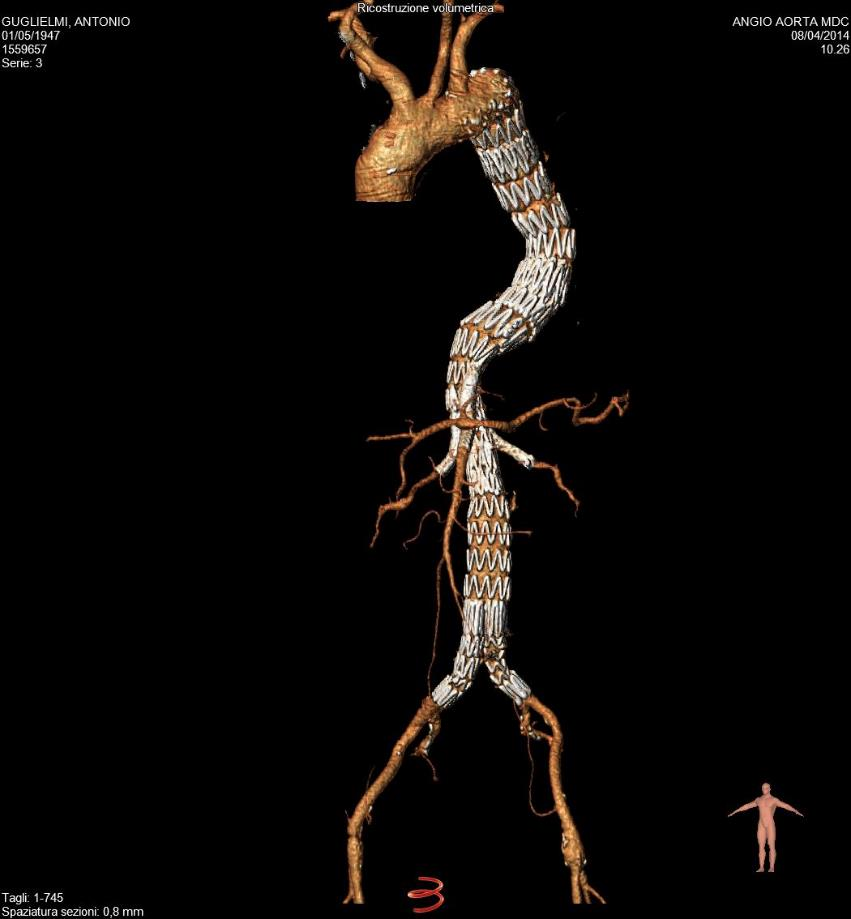 Ricostruzione volumetrica
GUGLIELMI, ANTONIO
01/05/1947
1559657
Serie: 3
ANGIO AORTA MDC
08/04/2014
10.26
Tagli: 1-745
Spaziatura sezioni: 0,8 mm